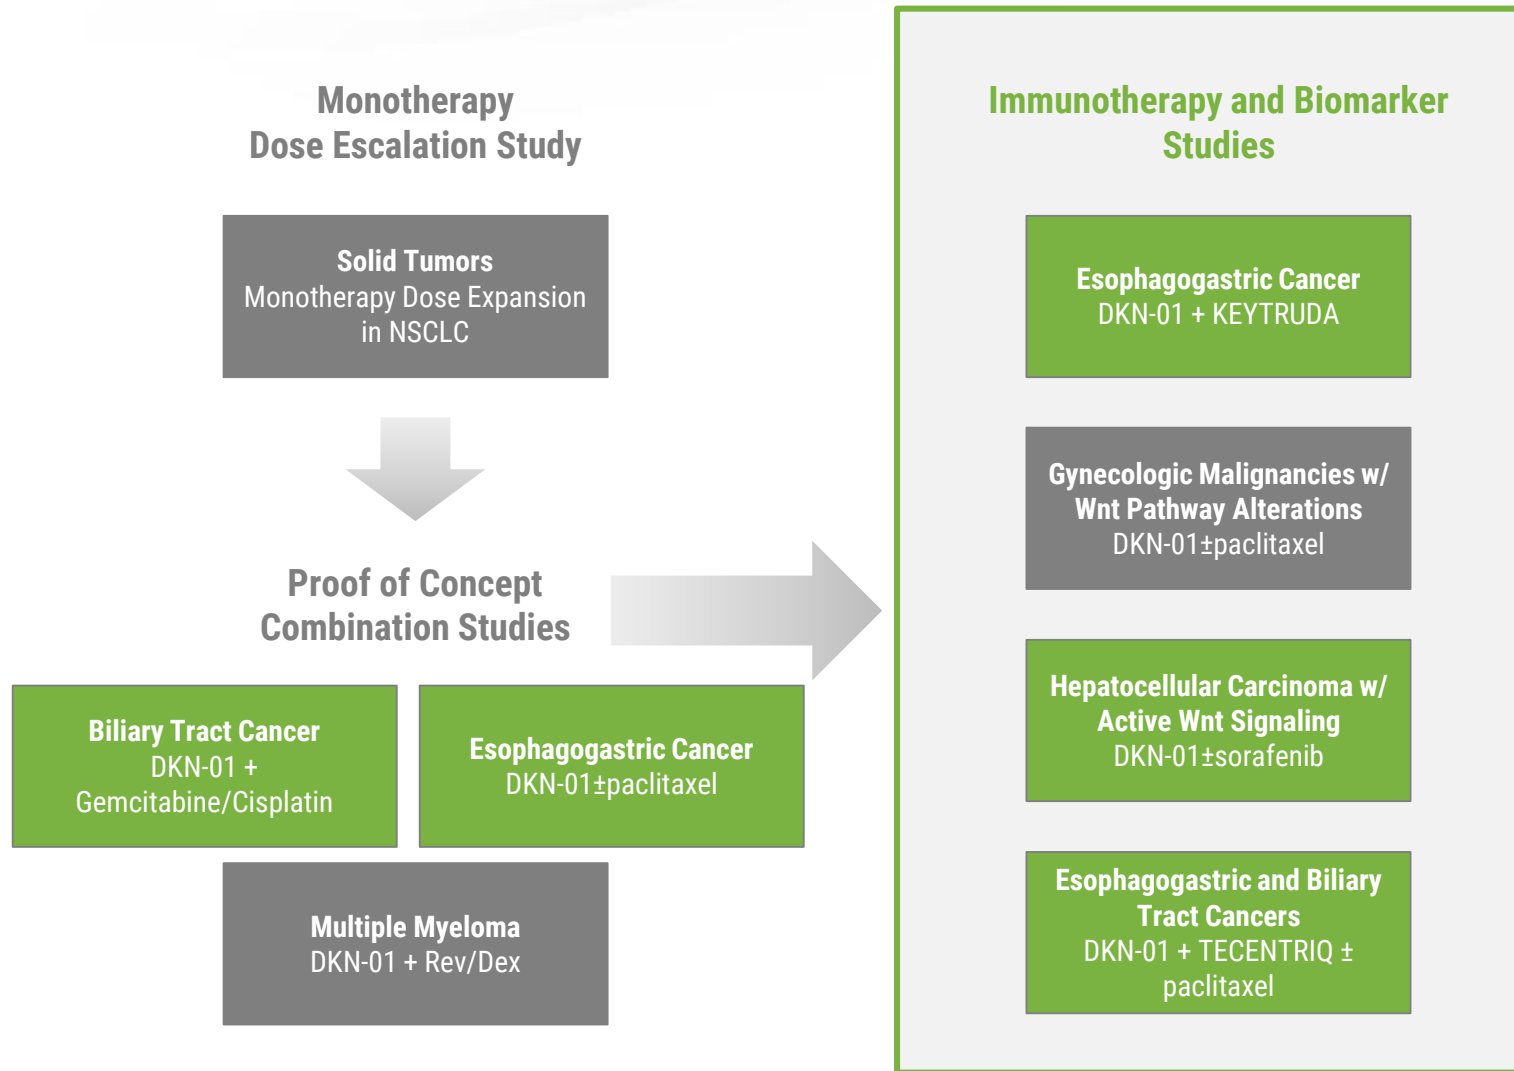 Monotherapy
Dose Escalation Study
Solid Tumors
Monotherapy Dose Expansion
in NSCLC
Proof of Concept
Combination Studies
Biliary Tract Cancer
DKN-01 +
Gemcitabine/Cisplatin
Esophagogastric Cancer
DKN-01±paclitaxel
Multiple Myeloma
DKN-01 + Rev/Dex
Immunotherapy and Biomarker
Studies
Esophagogastric Cancer
DKN-01 + KEYTRUDA
Gynecologic Malignancies w/
Wnt Pathway Alterations
DKN-01±paclitaxel
Hepatocellular Carcinoma w/
Active Wnt Signaling
DKN-01±sorafenib
Esophagogastric and Biliary
Tract Cancers
DKN-01 + TECENTRIQ ±
paclitaxel